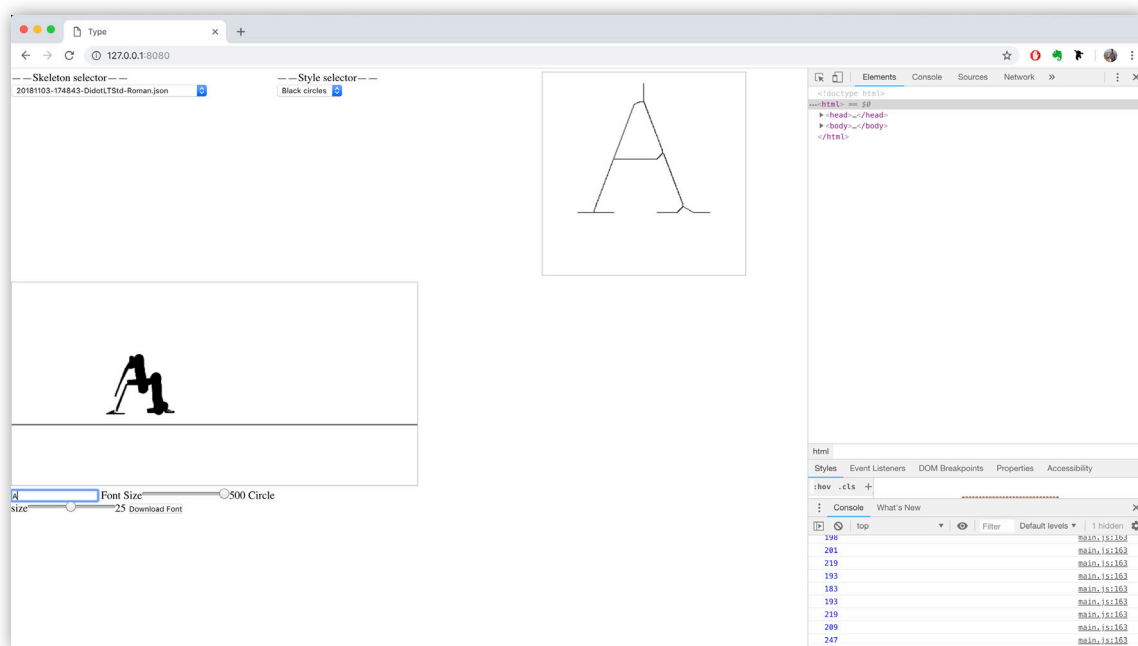 Type
127.0.0.1:8080
——Skeleton selector——
20181103-174843-DidotLTStd-Roman.json
——Style selector——
Black circles
A
A
A
Font Size 500 Circle
size 25 Download Font
Elements Console Sources Network »
<!doctype html>
...<html> == $0
<head>…</head>
<body>…</body>
</html>
html
Styles Event Listeners DOM Breakpoints Properties Accessibility
:hov .cls +
Console What's New
top Filter Default levels ▼ 1 hidden
198 main.js:163
201 main.js:163
219 main.js:163
193 main.js:163
183 main.js:163
193 main.js:163
219 main.js:163
209 main.js:163
247 main.js:163